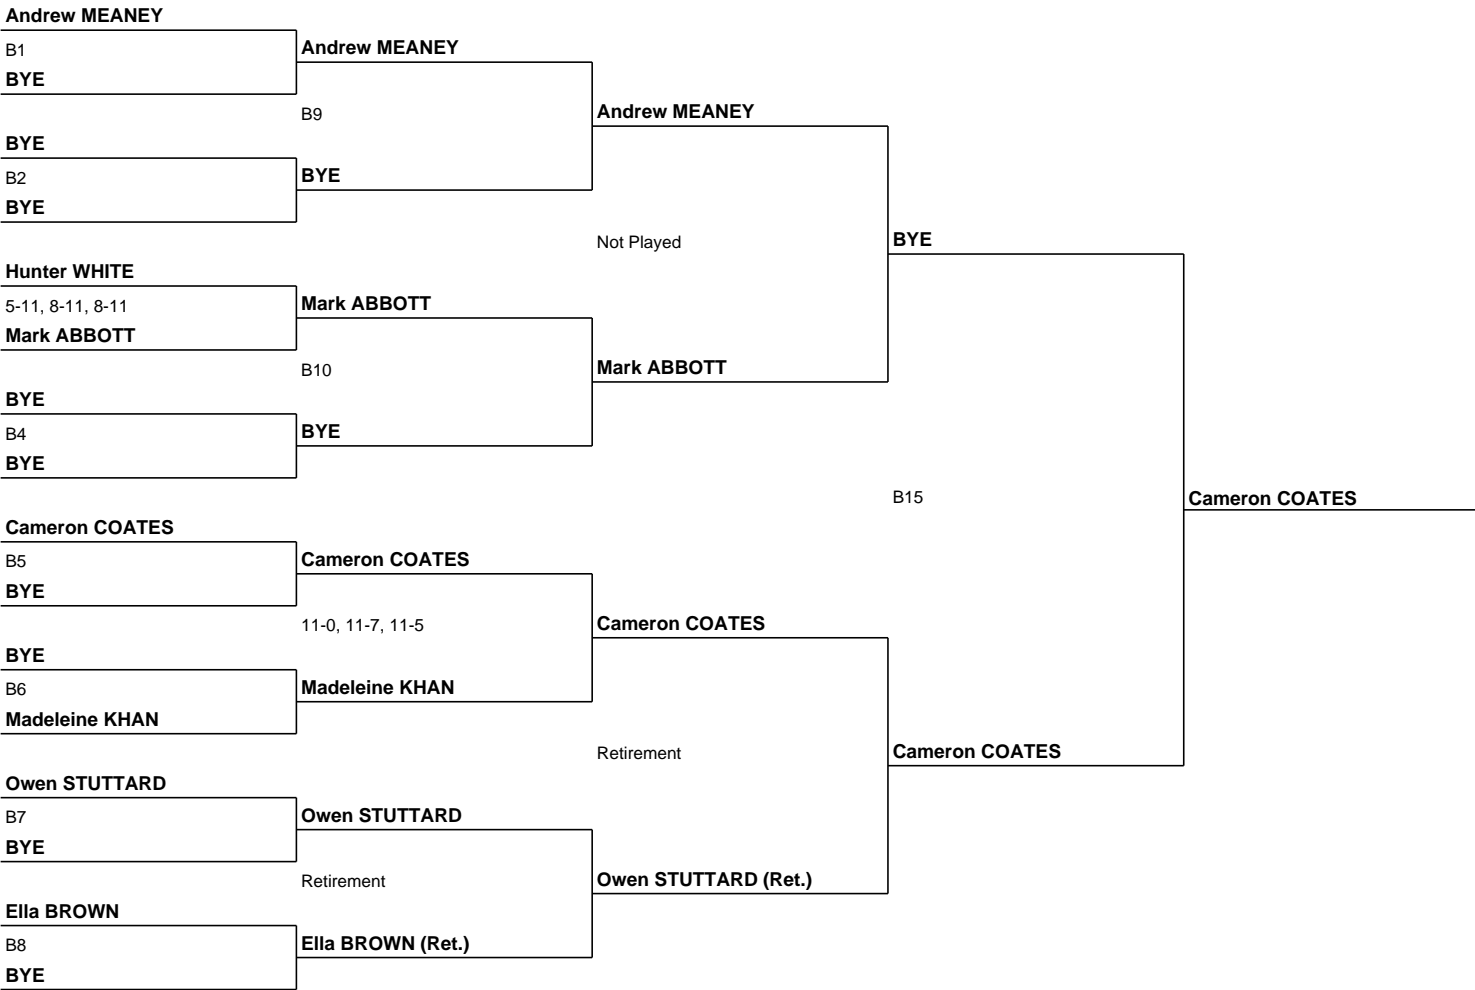 Andrew MEANEY
B1
BYE
BYE
B2
BYE
Hunter WHITE
5-11, 8-11, 8-11
Mark ABBOTT
BYE
B4
BYE
Cameron COATES
B5
BYE
BYE
B6
Madeleine KHAN
Owen STUTTARD
B7
BYE
Ella BROWN
B8
BYE
Andrew MEANEY
B9
BYE
Mark ABBOTT
B10
BYE
Cameron COATES
11-0, 11-7, 11-5
Madeleine KHAN
Owen STUTTARD
Retirement
Ella BROWN (Ret.)
Andrew MEANEY
Not Played
Mark ABBOTT
Cameron COATES
Retirement
Owen STUTTARD (Ret.)
BYE
B15
Cameron COATES
Cameron COATES